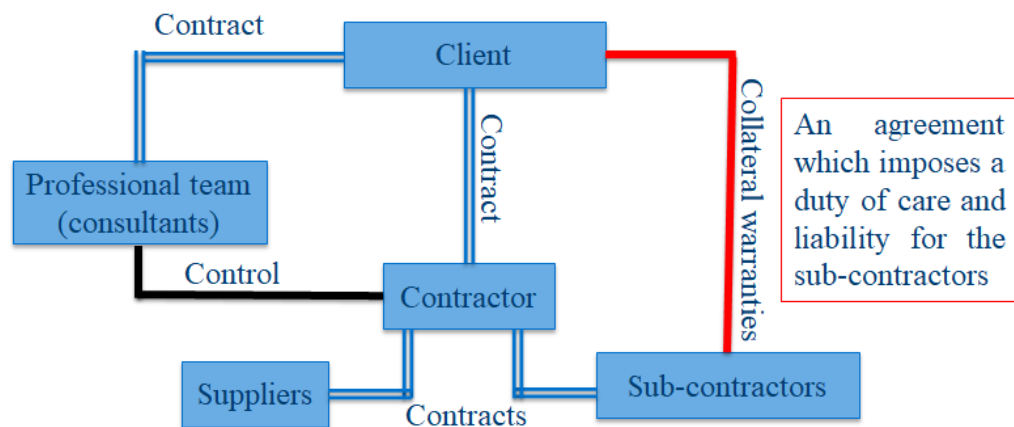 Contract
Client
Contract
Collateral warranties
An agreement
which imposes a
duty of care and
liability for the
sub-contractors
Professional team
(consultants)
Control
Contractor
Suppliers
Contracts
Sub-contractors